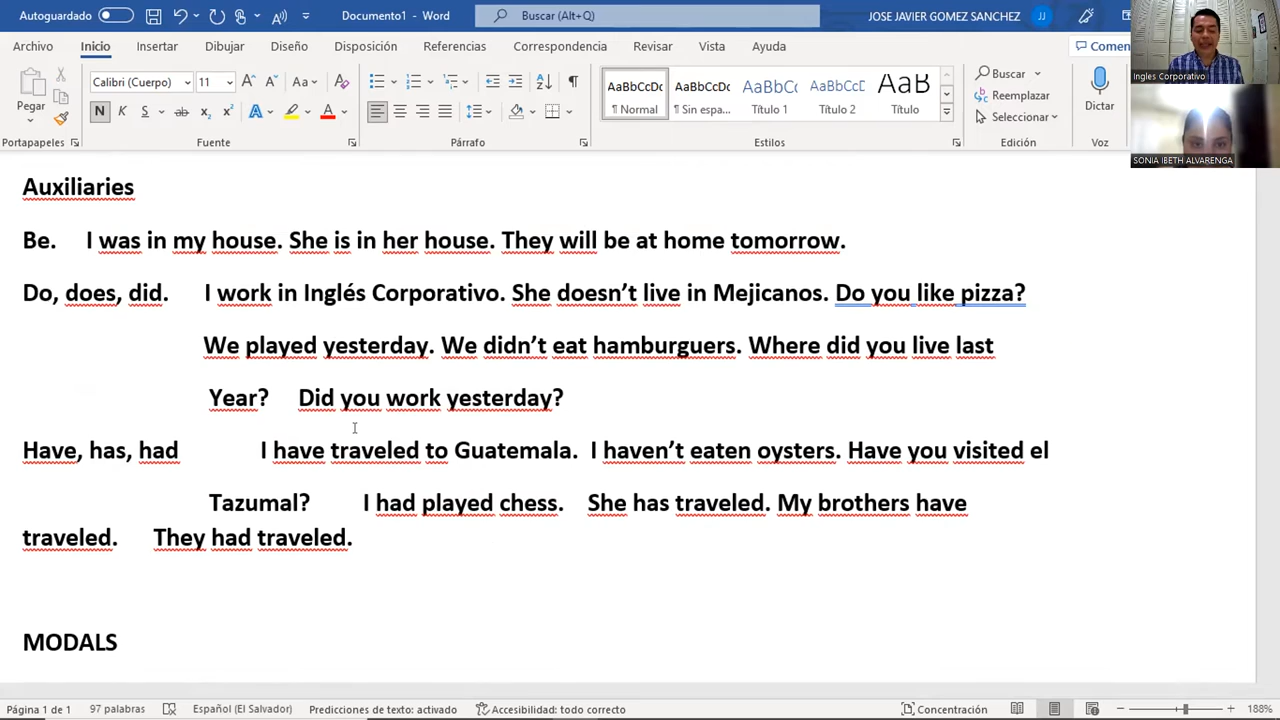 Autoguardado
Documento1 - Word
Buscar (Alt+Q)
JOSE JAVIER GOMEZ SANCHEZ
JJ
Archivo Inicio Insertar Dibujar Diseño Disposición Referencias Correspondencia Revisar Vista Ayuda
Comen
Ingles Corporativo
SONIA IBETH ALVARENGA
Pegar
Calibri (Cuerpo) 11
AaBbCcDc AaBbCcDc AaBbCc AaBbCcD AaB
¶ Normal ¶ Sin espa... Título 1 Título 2 Título
Buscar
Reemplazar
Seleccionar
Dictar
Portapapeles Fuente Párrafo Estilos Edición Voz
Auxiliaries
Be. I was in my house. She is in her house. They will be at home tomorrow.
Do, does, did. I work in Inglés Corporativo. She doesn’t live in Mejicanos. Do you like pizza?
We played yesterday. We didn’t eat hamburguers. Where did you live last
Year? Did you work yesterday?
Have, has, had I have traveled to Guatemala. I haven’t eaten oysters. Have you visited el
Tazumal? I had played chess. She has traveled. My brothers have
traveled. They had traveled.
MODALS
Página 1 de 1 97 palabras Español (El Salvador) Predicciones de texto: activado Accesibilidad: todo correcto Concentración 188%